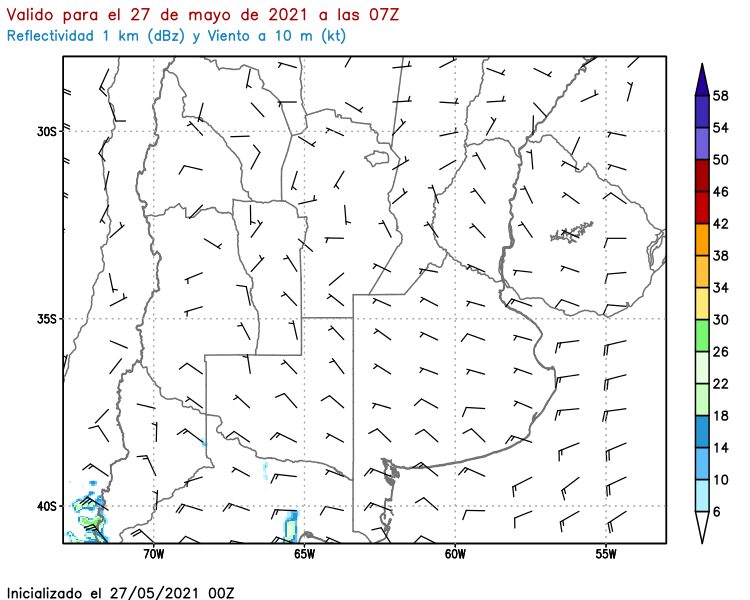 Valido para el 27 de mayo de 2021 a las 07Z
Reflectividad 1 km (dBz) y Viento a 10 m (kt)
30S
35S
40S
70W
65W
60W
55W
58
54
50
46
42
38
34
30
26
22
18
14
10
6
Inicializado el 27/05/2021 00Z